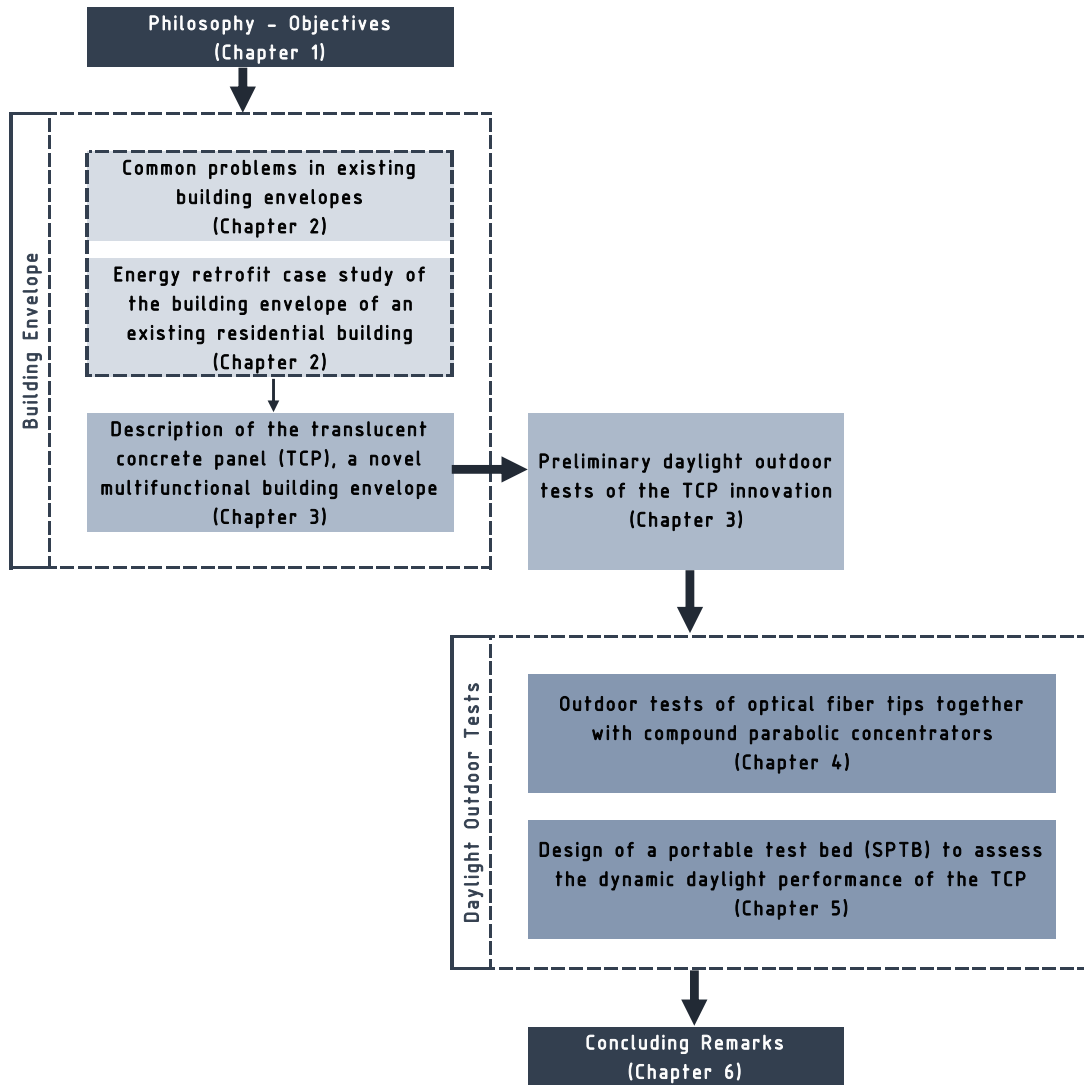 Philosophy - Objectives
(Chapter 1)
Building Envelope
Common problems in existing
building envelopes
(Chapter 2)
Energy retrofit case study of
the building envelope of an
existing residential building
(Chapter 2)
Description of the translucent
concrete panel (TCP), a novel
multifunctional building envelope
(Chapter 3)
Preliminary daylight outdoor
tests of the TCP innovation
(Chapter 3)
Daylight Outdoor Tests
Outdoor tests of optical fiber tips together
with compound parabolic concentrators
(Chapter 4)
Design of a portable test bed (SPTB) to assess
the dynamic daylight performance of the TCP
(Chapter 5)
Concluding Remarks
(Chapter 6)